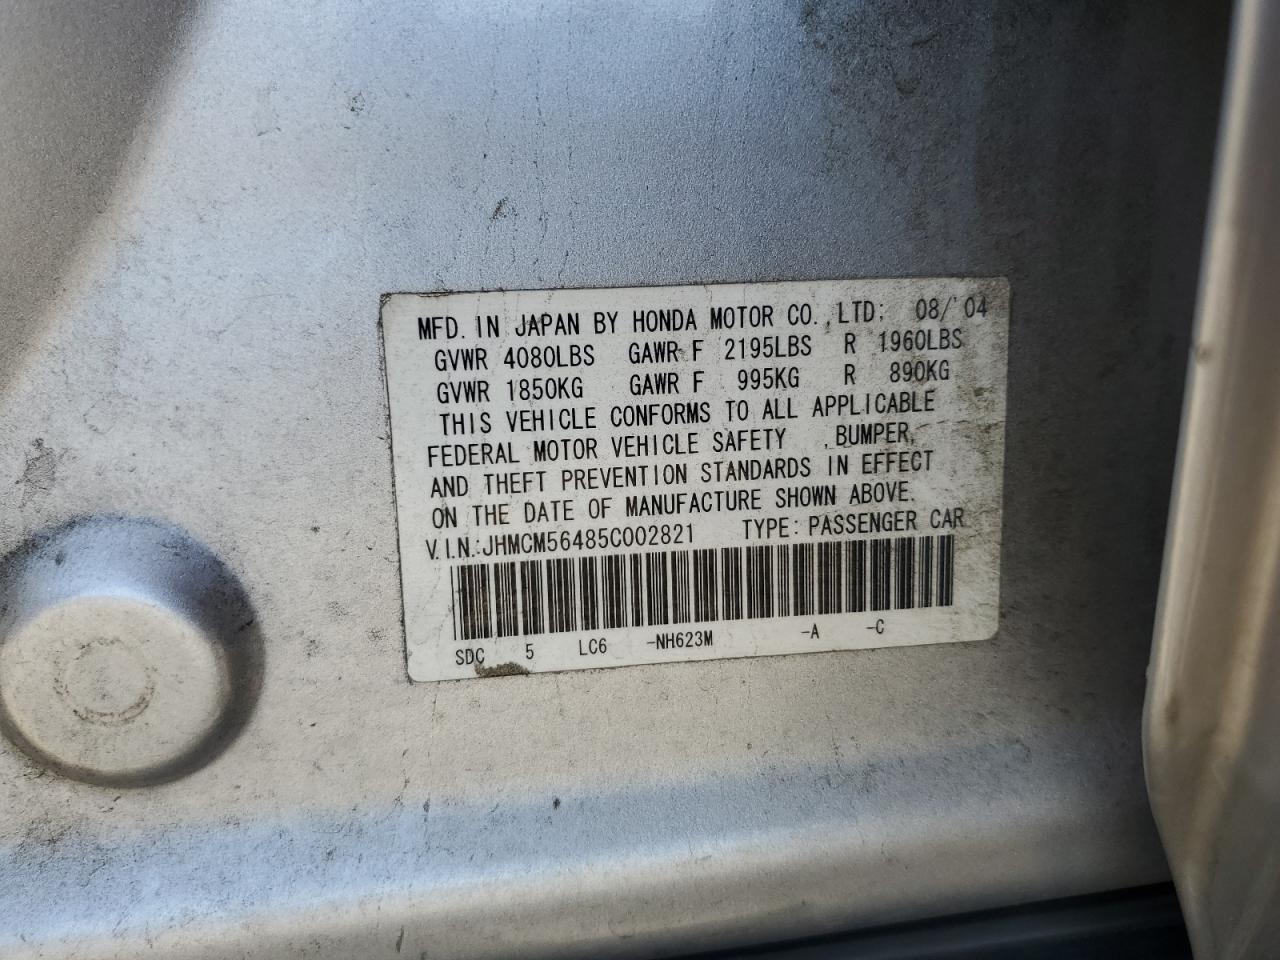 MFD. IN JAPAN BY HONDA MOTOR CO., LTD: 08/'04
GVWR 4080LBS GAWR F 2195LBS R 1960LBS
GVWR 1850KG GAWR F 995KG R 890KG
THIS VEHICLE CONFORMS TO ALL APPLICABLE
FEDERAL MOTOR VEHICLE SAFETY , BUMPER,
AND THEFT PREVENTION STANDARDS IN EFFECT
ON THE DATE OF MANUFACTURE SHOWN ABOVE.
V.I.N.:JHMCM56485C002821 TYPE: PASSENGER CAR
SDC 5 LC6 -NH623M -A -C